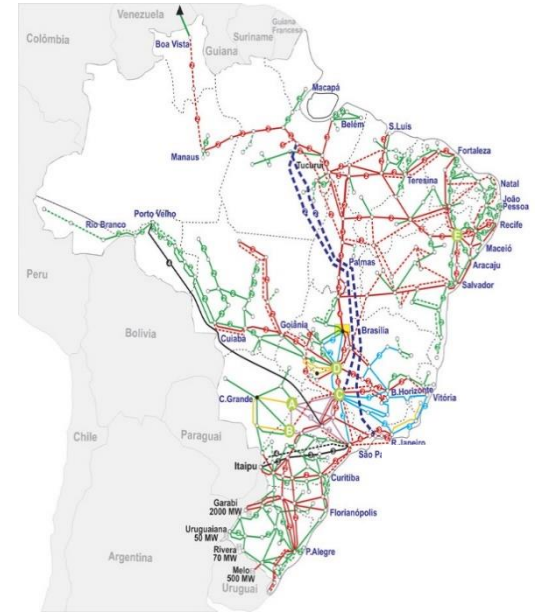 Venezuela
Colômbia
Guiana
Suriname
Guiana
Francesa
Boa Vista
Macapá
Belém
S.Luis
Manaus
Tucuruí
Fortaleza
Teresina
Natal
João
Pessoa
Recife
Maceió
Aracaju
Salvador
Porto Velho
Rio Branco
Peru
Palmas
E
Bolívia
Cuiabá
Goiânia
Brasília
D
C
B.Horizonte
Vitória
C.Grande
A
B
Chile
Paraguai
R.Janeiro
São Pa
Itaipu
Curitiba
Garabi
2000 MW
Florianópolis
Uruguaiana
50 MW
Rivera
70 MW
P.Alegre
Melo
500 MW
Argentina
Uruguai